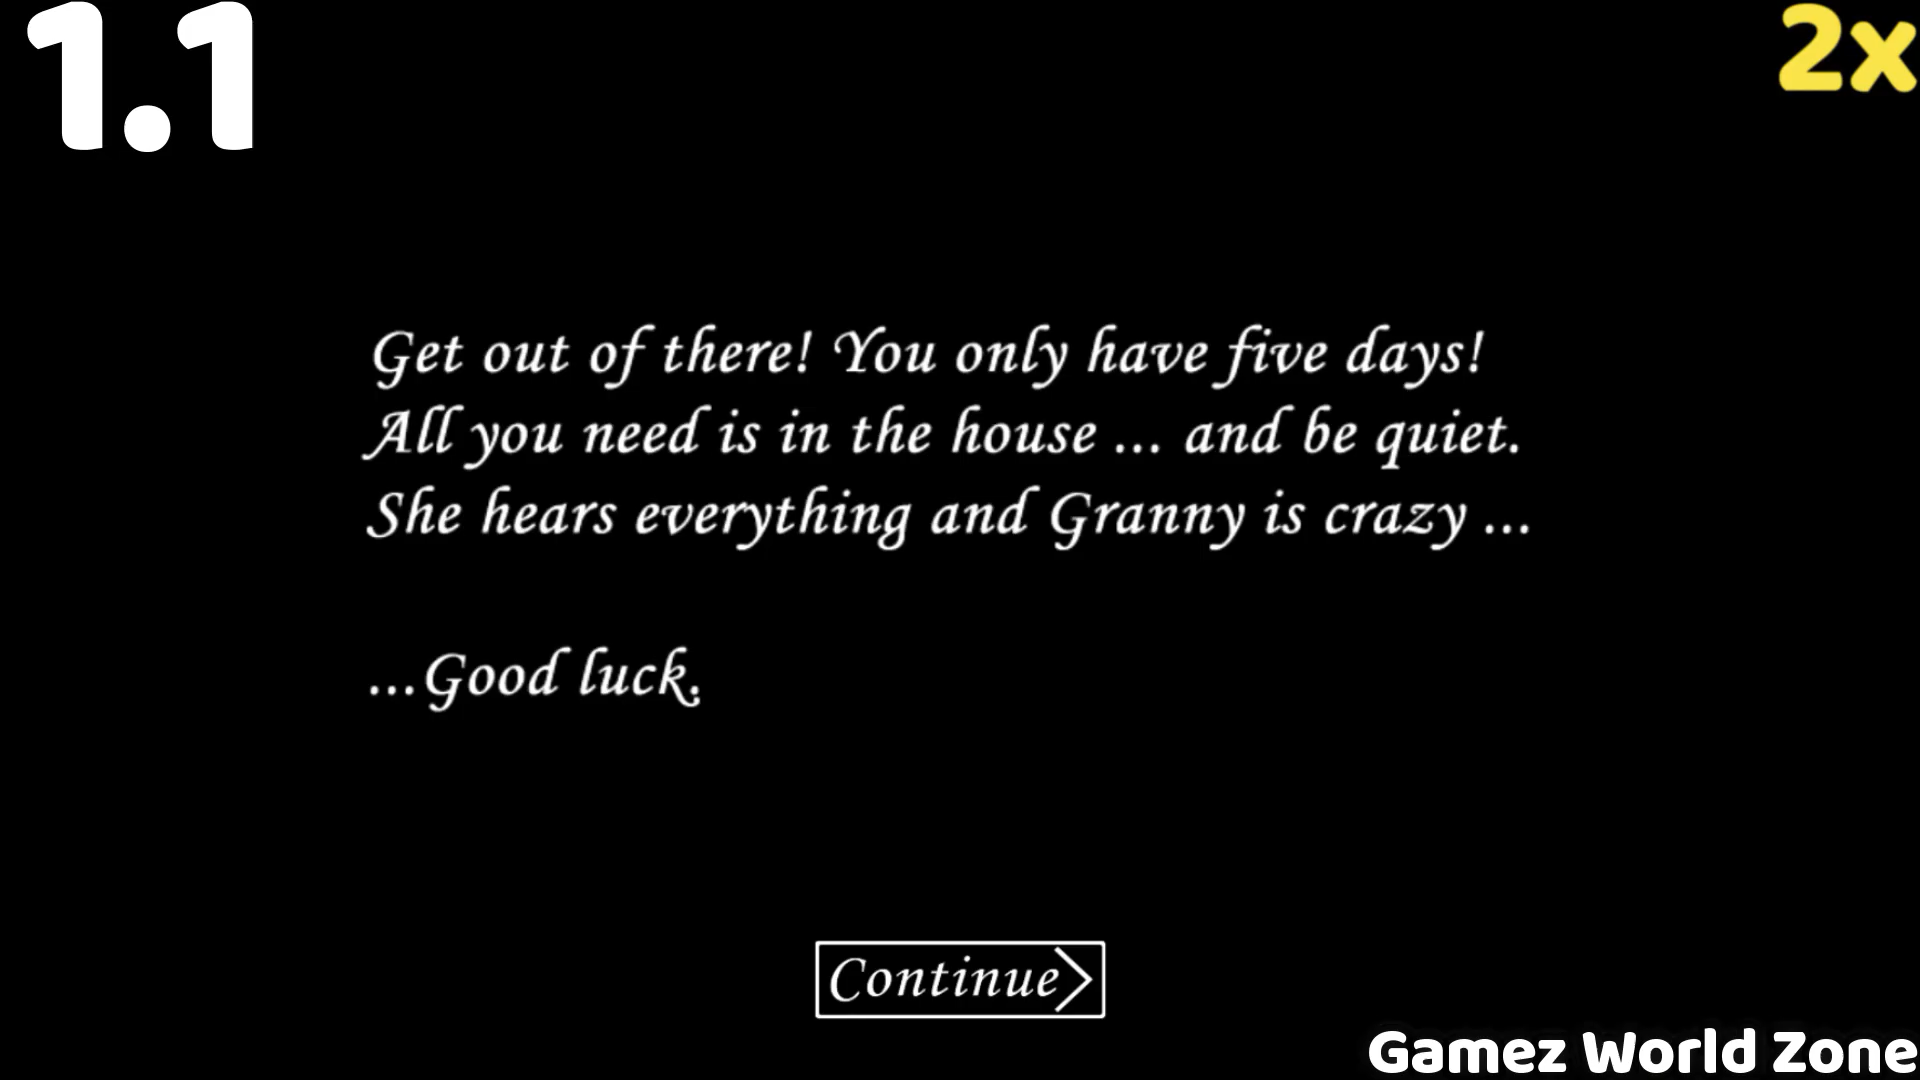 1.1
2x
Get out of there! You only have five days!
All you need is in the house ... and be quiet.
She hears everything and Granny is crazy ...
...Good luck.
Continue
Gamez World Zone